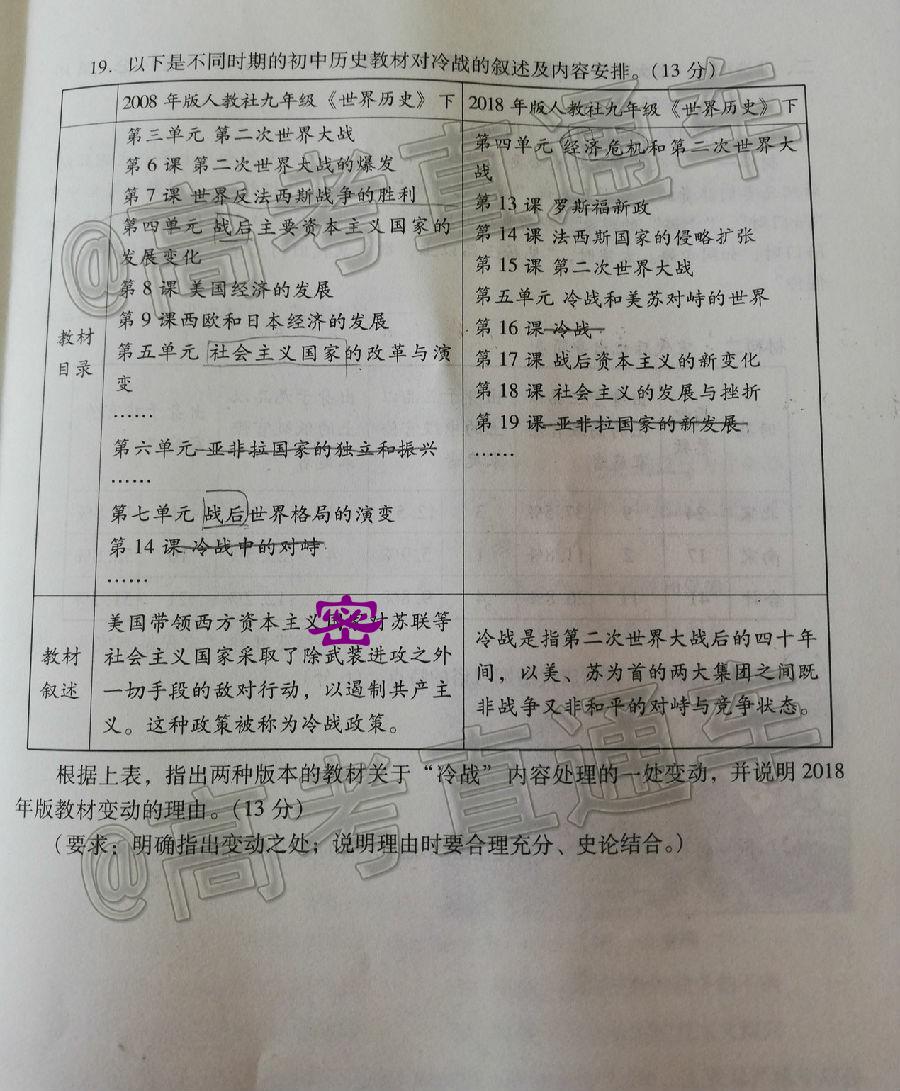 19. 以下是不同时期的初中历史教材对冷战的叙述及内容安排。(13 分)
2008 年版人教社九年级《世界历史》下
2018 年版人教社九年级《世界历史》下
教材
目录
第三单元 第二次世界大战
第 6 课 第二次世界大战的爆发
第 7 课 世界反法西斯战争的胜利
第四单元 战后主要资本主义国家的
发展变化
第 8 课 美国经济的发展
第 9 课西欧和日本经济的发展
第五单元 社会主义国家的改革与演
变
……
第六单元 亚非拉国家的独立和振兴
……
第七单元 战后世界格局的演变
第 14 课 冷战中的对峙
……
第四单元 经济危机和第二次世界大
战
第 13 课 罗斯福新政
第 14 课 法西斯国家的侵略扩张
第 15 课 第二次世界大战
第五单元 冷战和美苏对峙的世界
第 16 课 冷战
第 17 课 战后资本主义的新变化
第 18 课 社会主义的发展与挫折
第 19 课 亚非拉国家的新发展
……
教材
叙述
美国带领西方资本主义国家对苏联等
社会主义国家采取了除武装进攻之外
一切手段的敌对行动，以遏制共产主
义。这种政策被称为冷战政策。
密
冷战是指第二次世界大战后的四十年
间，以美、苏为首的两大集团之间既
非战争又非和平的对峙与竞争状态。
根据上表，指出两种版本的教材关于“冷战”内容处理的一处变动，并说明 2018
年版教材变动的理由。(13 分)
（要求：明确指出变动之处；说明理由时要合理充分、史论结合。）
@高考直通车
@高考直通车